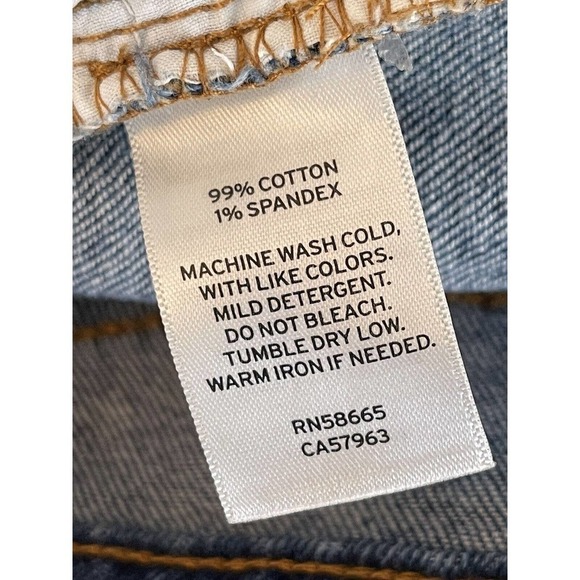 99% COTTON
1% SPANDEX
MACHINE WASH COLD,
WITH LIKE COLORS.
MILD DETERGENT.
DO NOT BLEACH.
TUMBLE DRY LOW.
WARM IRON IF NEEDED.
RN58665
CA57963